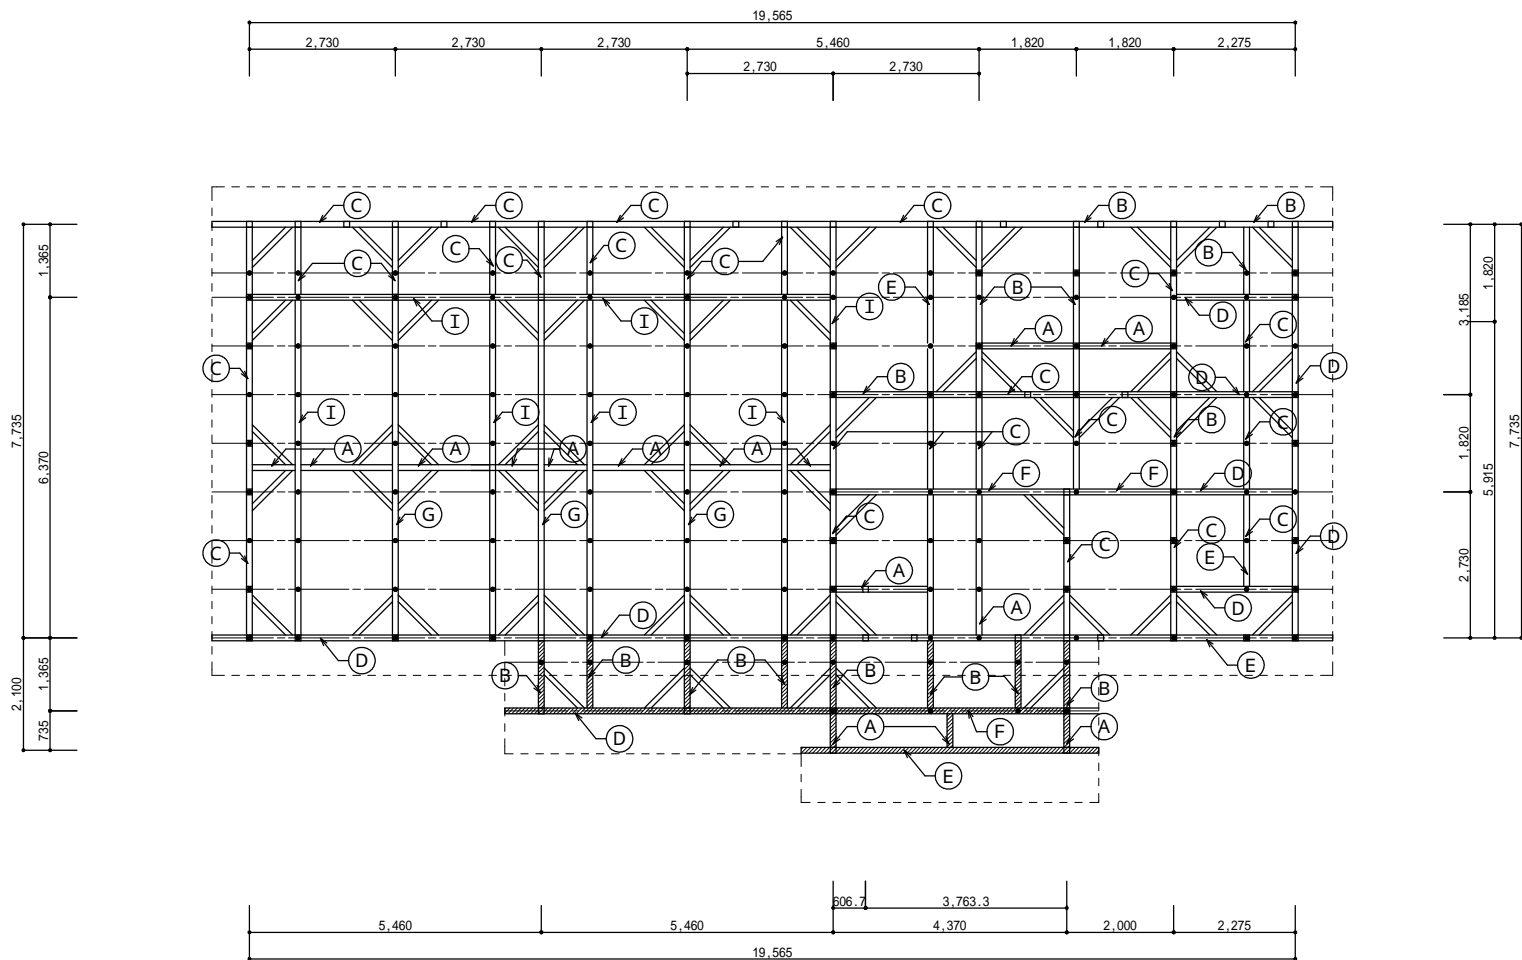 19,565
2,730 2,730 2,730 5,460 1,820 1,820 2,275
2,730 2,730
C C C C B B
C C C C C C B
E B I C
I I D
A A C
C B C D D
I I I I C C B C
A A A A A A
F F D
G G G C C C C D
C A E
A D
D D E
B B B B B B
D A F A
E
1,365
6,370
7,735
1,365
735
2,100
1,820
3,185
1,820
5,915
7,735
2,730
606.7 3,763.3
5,460 5,460 4,370 2,000 2,275
19,565